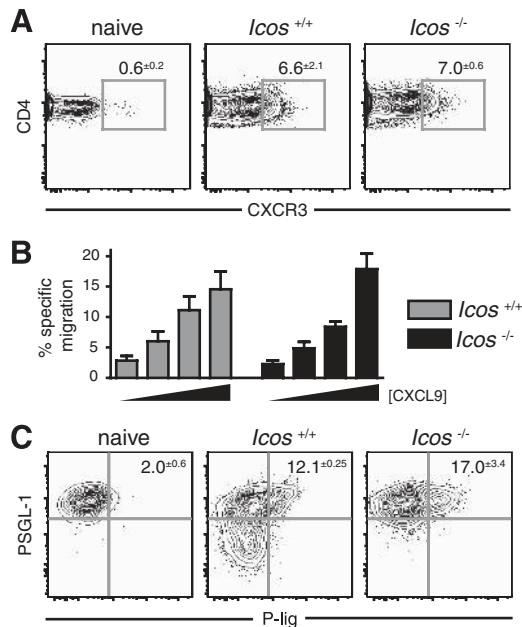 A
naive
Icos +/+
Icos -/-
0.6±0.2
6.6±2.1
7.0±0.6
CD4
CXCR3
B
20
15
10
5
0
% specific
migration
[CXCL9]
Icos +/+
Icos -/-
C
naive
Icos +/+
Icos -/-
2.0±0.6
12.1±0.25
17.0±3.4
PSGL-1
P-lig